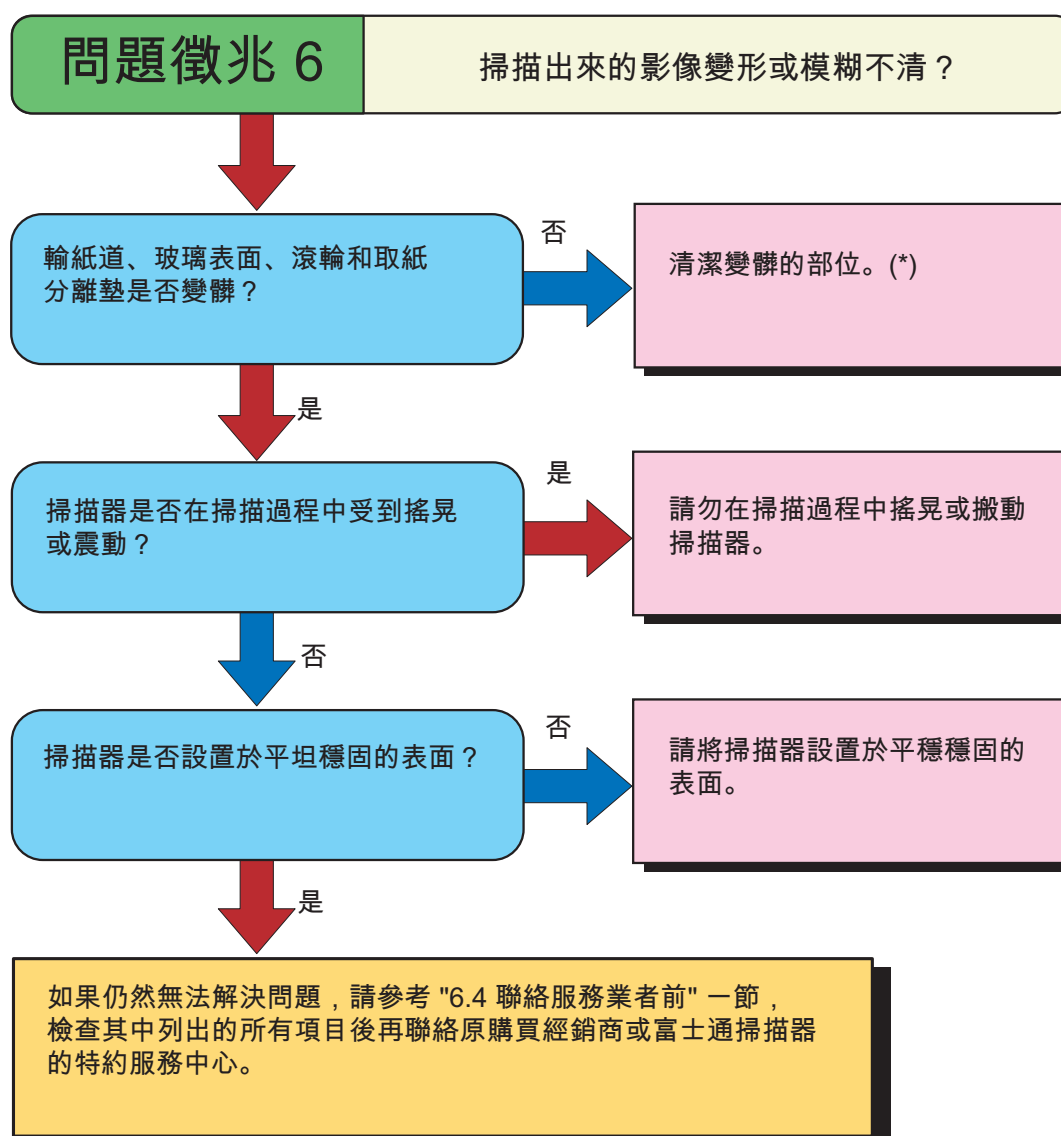 問題徵兆 6
掃描出來的影像變形或模糊不清？
輸紙道、玻璃表面、滾輪和取紙
分離墊是否變髒？
否
清潔變髒的部位。(*)
是
掃描器是否在掃描過程中受到搖晃
或震動？
是
請勿在掃描過程中搖晃或搬動
掃描器。
否
掃描器是否設置於平坦穩固的表面？
否
請將掃描器設置於平穩穩固的
表面。
是
如果仍然無法解決問題，請參考 "6.4 聯絡服務業者前" 一節，
檢查其中列出的所有項目後再聯絡原購買經銷商或富士通掃描器
的特約服務中心。